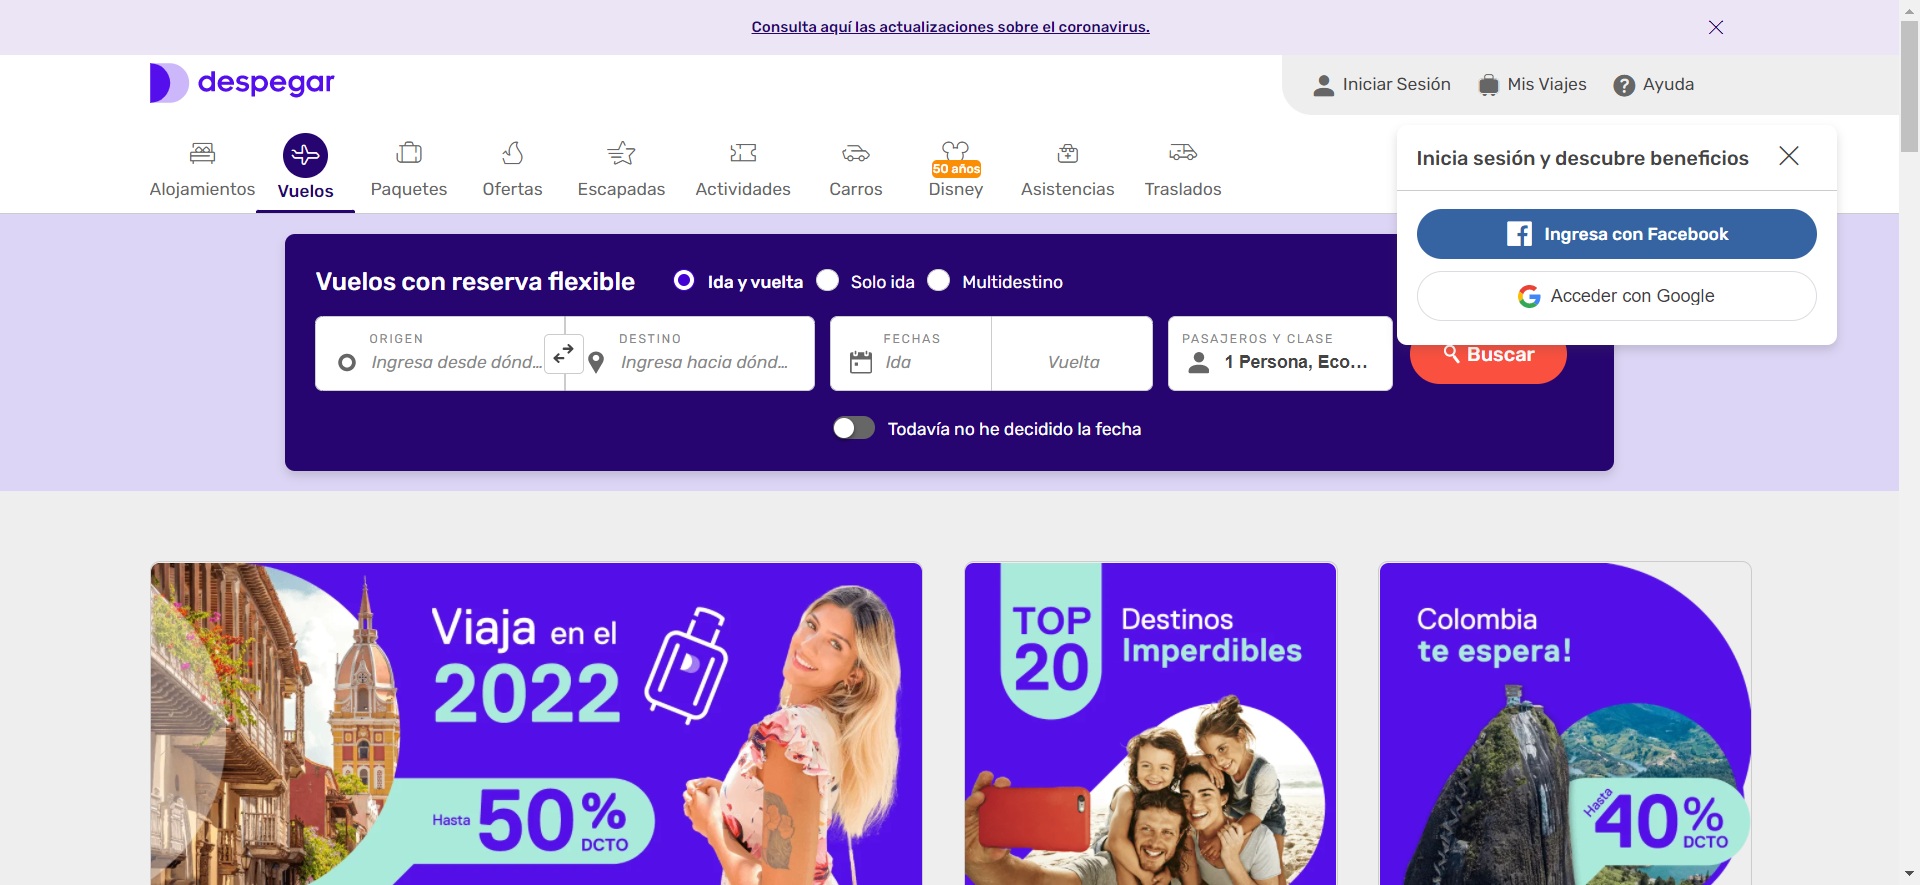 Consulta aquí las actualizaciones sobre el coronavirus.
despegar
Iniciar Sesión
Mis Viajes
Ayuda
Alojamientos
Vuelos
Paquetes
Ofertas
Escapadas
Actividades
Carros
50 años
Disney
Asistencias
Traslados
Inicia sesión y descubre beneficios
Ingresa con Facebook
Acceder con Google
Vuelos con reserva flexible
Ida y vuelta
Solo ida
Multidestino
ORIGEN
Ingresa desde dónd...
DESTINO
Ingresa hacia dónd...
FECHAS
Ida
Vuelta
PASAJEROS Y CLASE
1 Persona, Eco...
Buscar
Todavía no he decidido la fecha
Viaja en el
2022
Hasta 50%
DCTO
TOP
20
Destinos
Imperdibles
Colombia
te espera!
Hasta 40%
DCTO